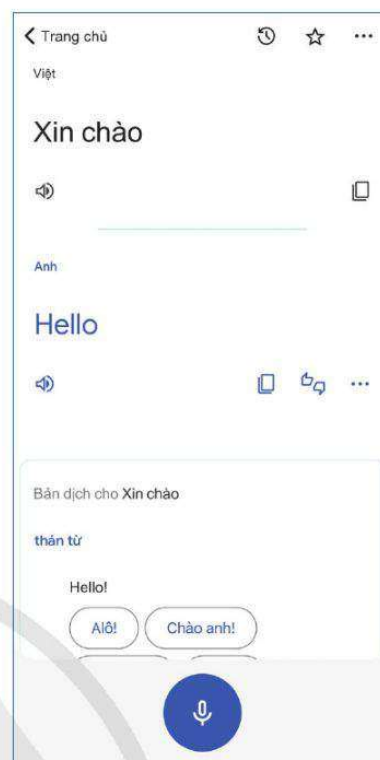 Trang chủ
Việt
Xin chào
Anh
Hello
Bản dịch cho Xin chào
thán từ
Hello!
Alô! Chào anh!